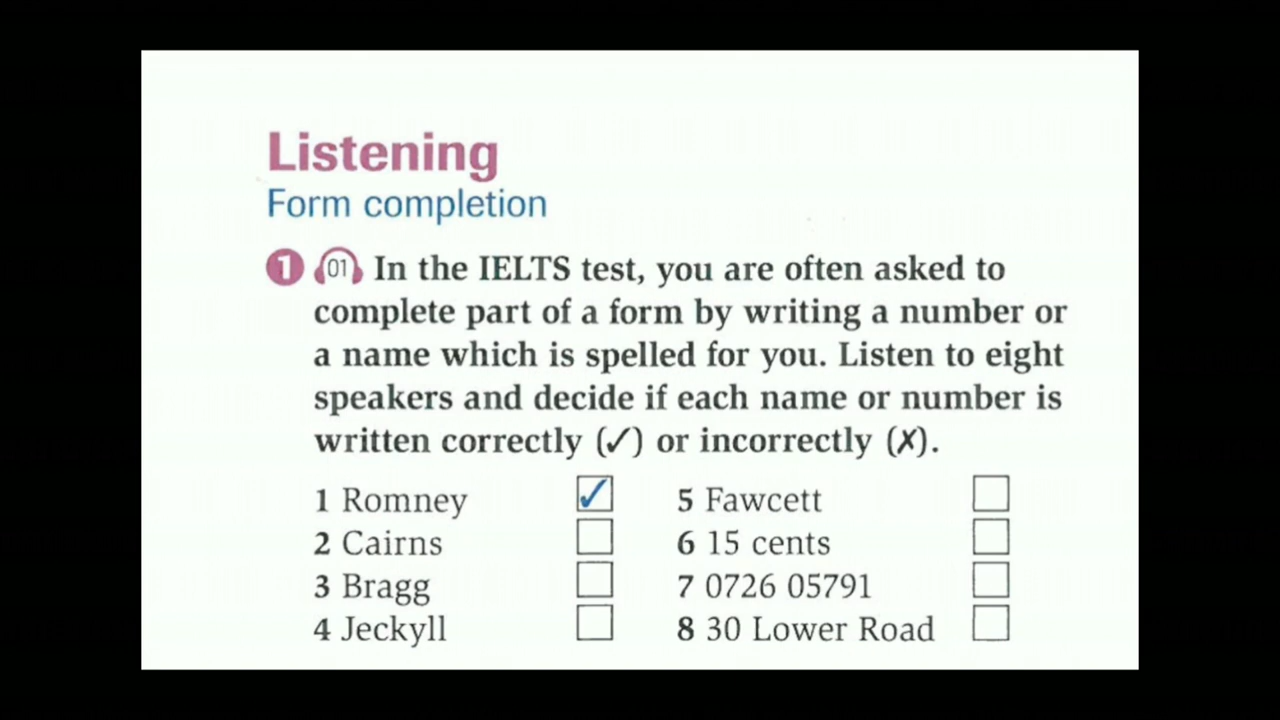 Listening
Form completion
1 01 In the IELTS test, you are often asked to
complete part of a form by writing a number or
a name which is spelled for you. Listen to eight
speakers and decide if each name or number is
written correctly (✓) or incorrectly (✗).
1 Romney ✓
2 Cairns
3 Bragg
4 Jeckyll
5 Fawcett
6 15 cents
7 0726 05791
8 30 Lower Road